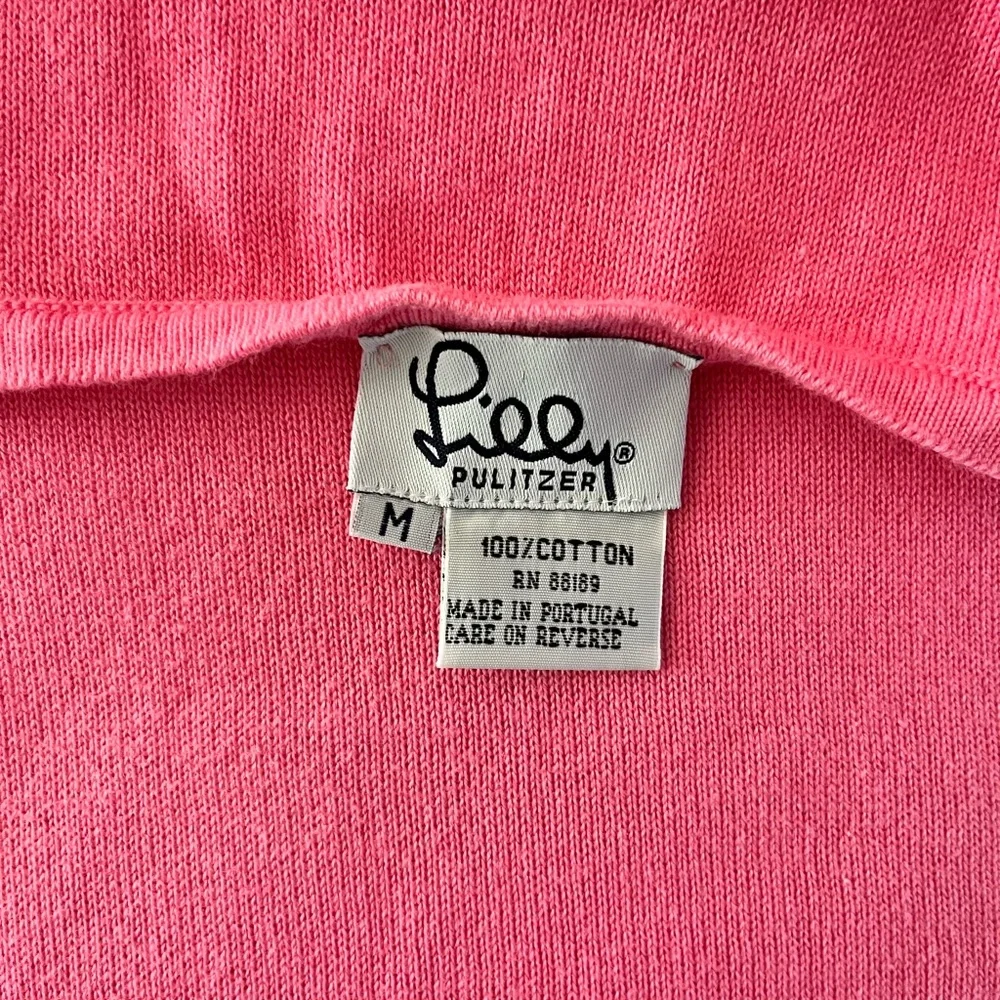 Lilly®
PULITZER
M
100%COTTON
RN 88189
MADE IN PORTUGAL
CARE ON REVERSE